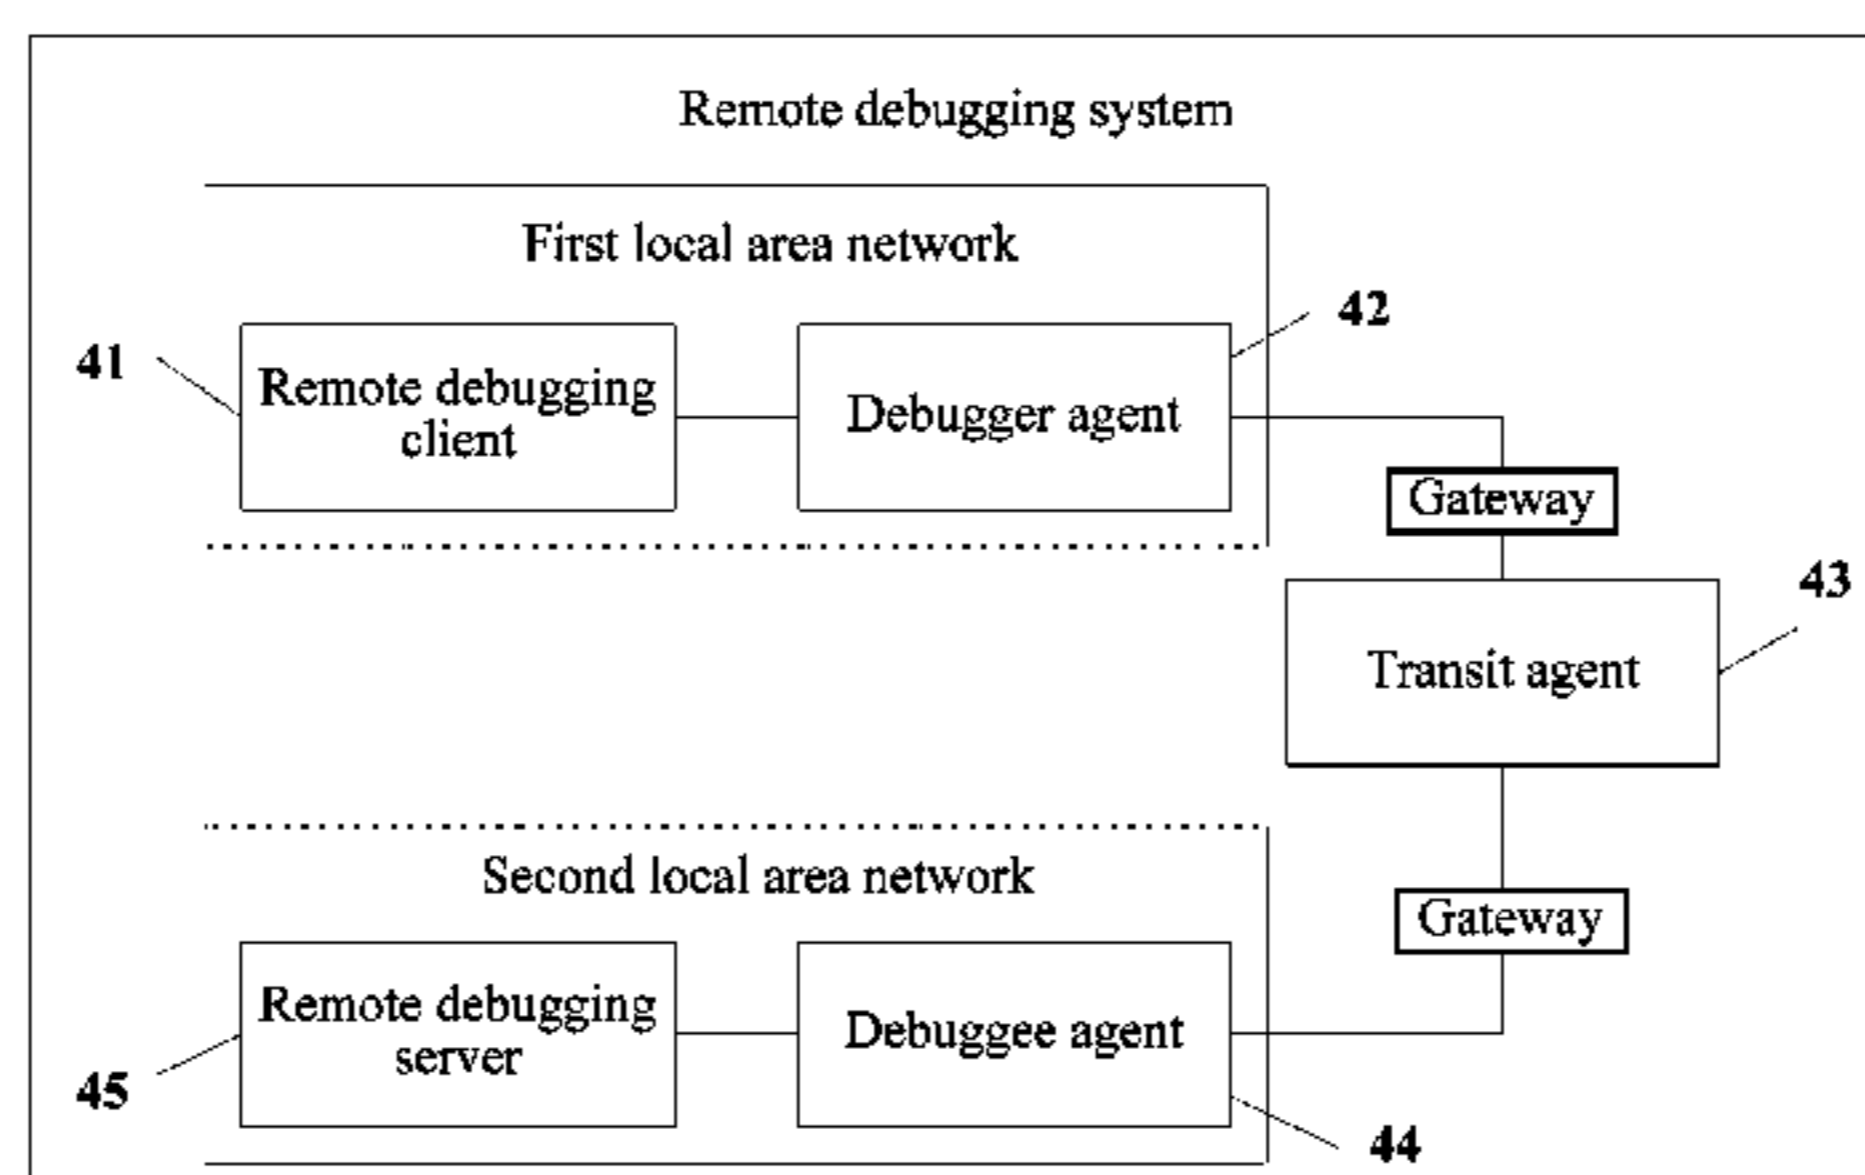 Remote debugging system
First local area network
42
41
Remote debugging
client
Debugger agent
Gateway
43
Transit agent
Second local area network
Gateway
Remote debugging
server
Debuggee agent
45
44